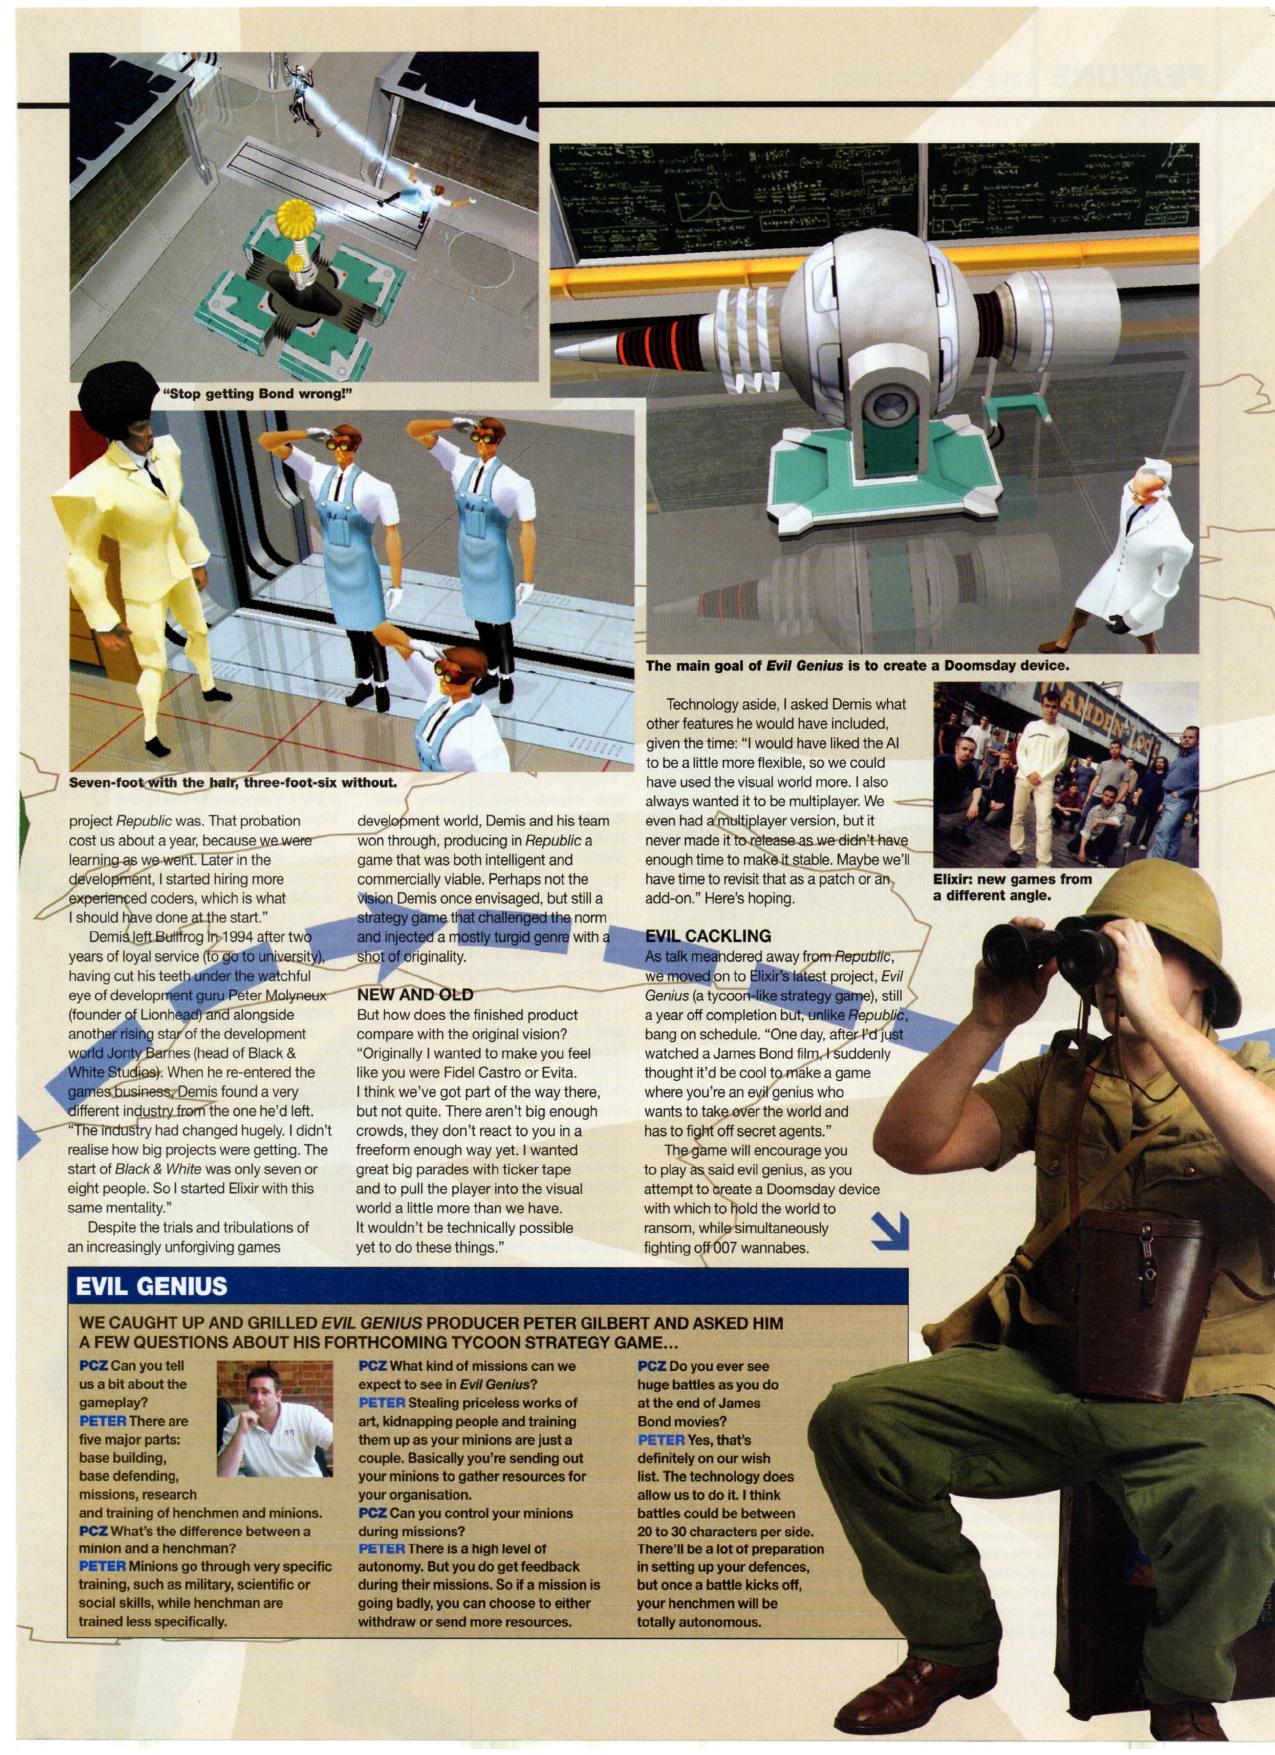 "Stop getting Bond wrong!"
The main goal of Evil Genius is to create a Doomsday device.
Seven-foot with the hair, three-foot-six without.
project Republic was. That probation
cost us about a year, because we were
learning as we went. Later in the
development, I started hiring more
experienced coders, which is what
I should have done at the start."
Demis left Bullfrog in 1994 after two
years of loyal service (to go to university),
having cut his teeth under the watchful
eye of development guru Peter Molyneux
(founder of Lionhead) and alongside
another rising star of the development
world Jonty Barnes (head of Black &
White Studios). When he re-entered the
games business, Demis found a very
different industry from the one he'd left.
"The industry had changed hugely. I didn't
realise how big projects were getting. The
start of Black & White was only seven or
eight people. So I started Elixir with this
same mentality."
Despite the trials and tribulations of
an increasingly unforgiving games
development world, Demis and his team
won through, producing in Republic a
game that was both intelligent and
commercially viable. Perhaps not the
vision Demis once envisaged, but still a
strategy game that challenged the norm
and injected a mostly turgid genre with a
shot of originality.
NEW AND OLD
But how does the finished product
compare with the original vision?
"Originally I wanted to make you feel
like you were Fidel Castro or Evita.
I think we've got part of the way there,
but not quite. There aren't big enough
crowds, they don't react to you in a
freeform enough way yet. I wanted
great big parades with ticker tape
and to pull the player into the visual
world a little more than we have.
It wouldn't be technically possible
yet to do these things."
Technology aside, I asked Demis what
other features he would have included,
given the time: "I would have liked the AI
to be a little more flexible, so we could
have used the visual world more. I also
always wanted it to be multiplayer. We
even had a multiplayer version, but it
never made it to release as we didn't have
enough time to make it stable. Maybe we'll
have time to revisit that as a patch or an
add-on." Here's hoping.
EVIL CACKLING
As talk meandered away from Republic,
we moved on to Elixir's latest project, Evil
Genius (a tycoon-like strategy game), still
a year off completion but, unlike Republic,
bang on schedule. "One day, after I'd just
watched a James Bond film, I suddenly
thought it'd be cool to make a game
where you're an evil genius who
wants to take over the world and
has to fight off secret agents."
The game will encourage you
to play as said evil genius, as you
attempt to create a Doomsday device
with which to hold the world to
ransom, while simultaneously
fighting off 007 wannabes.
Elixir: new games from
a different angle.
EVIL GENIUS
WE CAUGHT UP AND GRILLED EVIL GENIUS PRODUCER PETER GILBERT AND ASKED HIM
A FEW QUESTIONS ABOUT HIS FORTHCOMING TYCOON STRATEGY GAME...
PCZ Can you tell
us a bit about the
gameplay?
PETER There are
five major parts:
base building,
base defending,
missions, research
and training of henchmen and minions.
PCZ What's the difference between a
minion and a henchman?
PETER Minions go through very specific
training, such as military, scientific or
social skills, while henchman are
trained less specifically.
PCZ What kind of missions can we
expect to see in Evil Genius?
PETER Stealing priceless works of
art, kidnapping people and training
them up as your minions are just a
couple. Basically you're sending out
your minions to gather resources for
your organisation.
PCZ Can you control your minions
during missions?
PETER There is a high level of
autonomy. But you do get feedback
during their missions. So if a mission is
going badly, you can choose to either
withdraw or send more resources.
PCZ Do you ever see
huge battles as you do
at the end of James
Bond movies?
PETER Yes, that's
definitely on our wish
list. The technology does
allow us to do it. I think
battles could be between
20 to 30 characters per side.
There'll be a lot of preparation
in setting up your defences,
but once a battle kicks off,
your henchmen will be
totally autonomous.